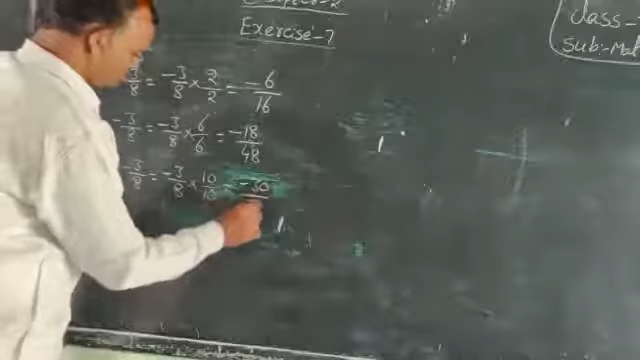 Exercise-7
class-
Sub:- Mat
-3/8 = -3/8 × 2/2 = -6/16
-3/8 = -3/8 × 6/6 = -18/48
-3/8 = -3/8 × 10/10 = -30